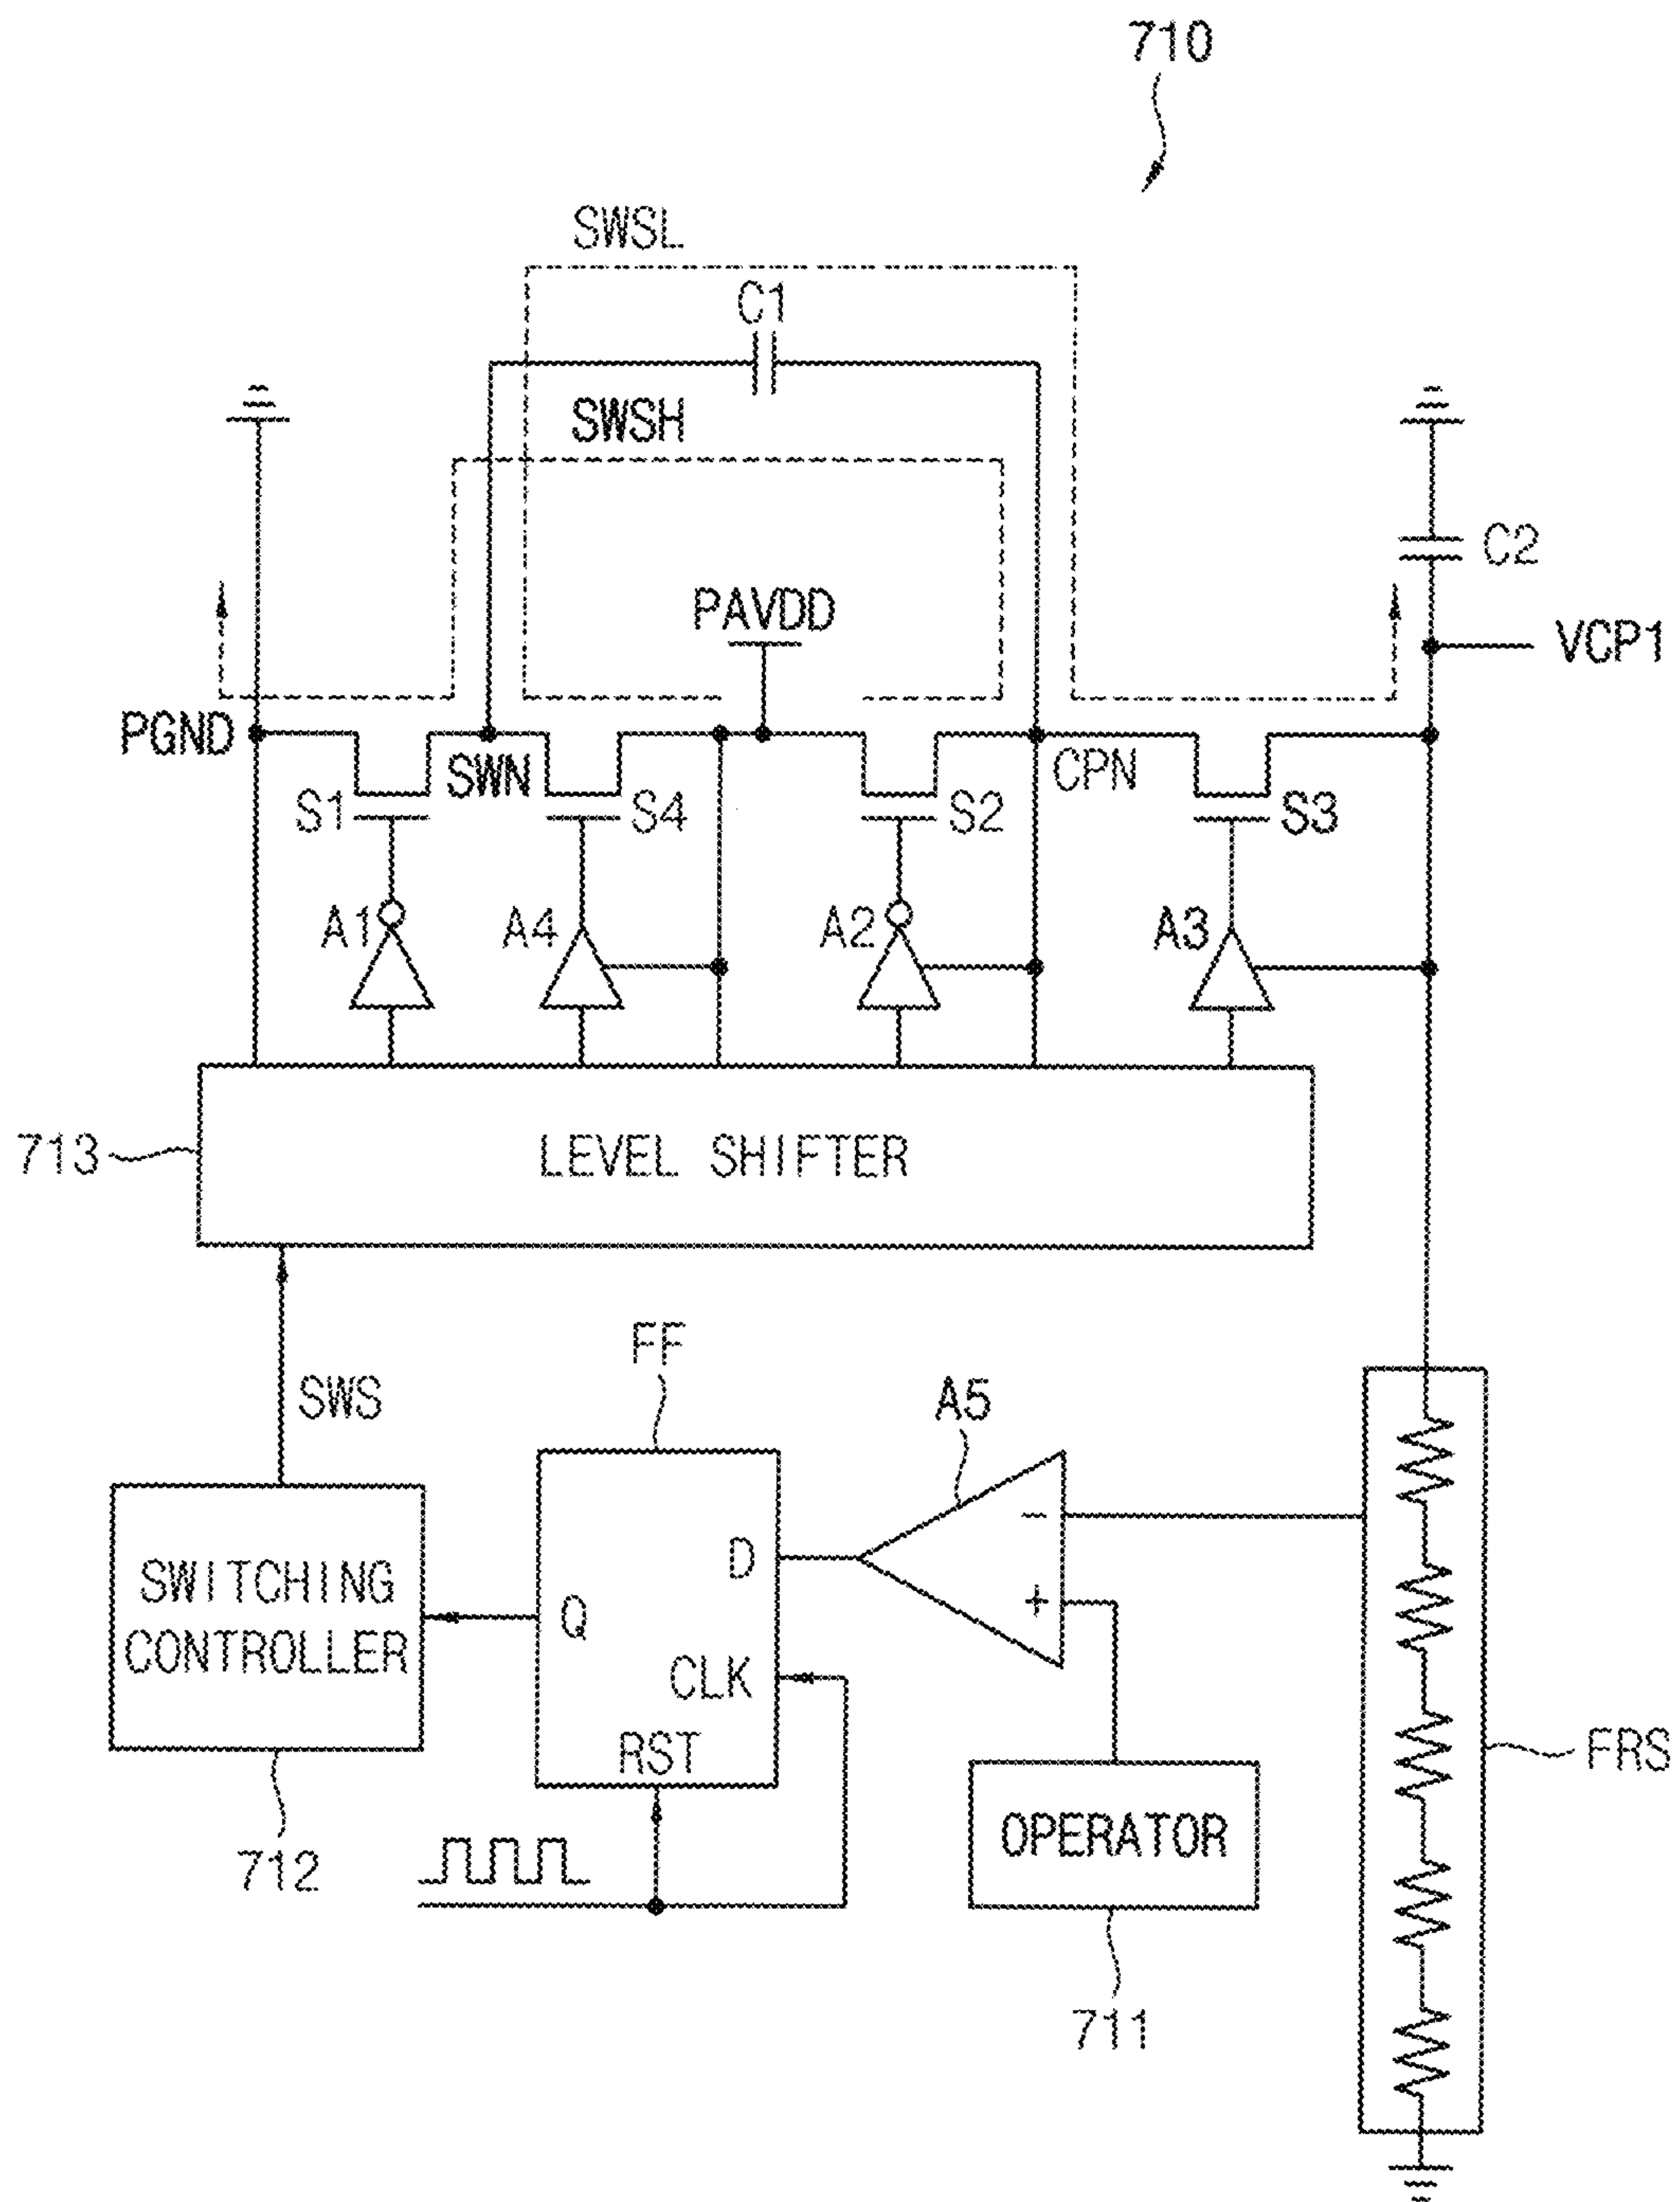 710
SWSL
C1
SWSH
C2
PAVDD
VCP1
PGND
SWN
CPN
S1
S4
S2
S3
A1
A4
A2
A3
713
LEVEL SHIFTER
FF
SWS
A5
-
D
SWITCHING
CONTROLLER
Q
+
CLK
RST
FRS
OPERATOR
712
711